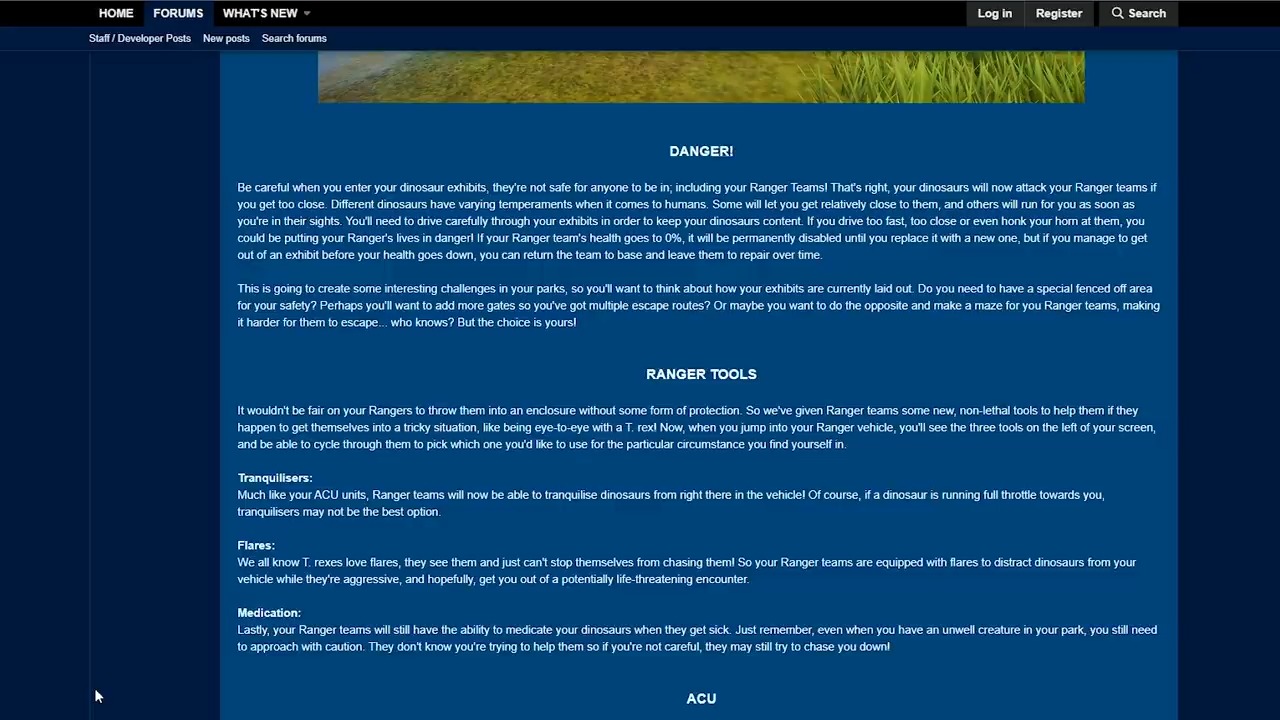 HOME FORUMS WHAT'S NEW Log in Register Search
Staff / Developer Posts New posts Search forums
DANGER!
Be careful when you enter your dinosaur exhibits, they're not safe for anyone to be in; including your Ranger Teams! That's right, your dinosaurs will now attack your Ranger teams if
you get too close. Different dinosaurs have varying temperaments when it comes to humans. Some will let you get relatively close to them, and others will run for you as soon as
you're in their sights. You'll need to drive carefully through your exhibits in order to keep your dinosaurs content. If you drive too fast, too close or even honk your horn at them, you
could be putting your Ranger's lives in danger! If your Ranger team's health goes to 0%, it will be permanently disabled until you replace it with a new one, but if you manage to get
out of an exhibit before your health goes down, you can return the team to base and leave them to repair over time.
This is going to create some interesting challenges in your parks, so you'll want to think about how your exhibits are currently laid out. Do you need to have a special fenced off area
for your safety? Perhaps you'll want to add more gates so you've got multiple escape routes? Or maybe you want to do the opposite and make a maze for you Ranger teams, making
it harder for them to escape... who knows? But the choice is yours!
RANGER TOOLS
It wouldn't be fair on your Rangers to throw them into an enclosure without some form of protection. So we've given Ranger teams some new, non-lethal tools to help them if they
happen to get themselves into a tricky situation, like being eye-to-eye with a T. rex! Now, when you jump into your Ranger vehicle, you'll see the three tools on the left of your screen,
and be able to cycle through them to pick which one you'd like to use for the particular circumstance you find yourself in.
Tranquilisers:
Much like your ACU units, Ranger teams will now be able to tranquilise dinosaurs from right there in the vehicle! Of course, if a dinosaur is running full throttle towards you,
tranquilisers may not be the best option.
Flares:
We all know T. rexes love flares, they see them and just can't stop themselves from chasing them! So your Ranger teams are equipped with flares to distract dinosaurs from your
vehicle while they're aggressive, and hopefully, get you out of a potentially life-threatening encounter.
Medication:
Lastly, your Ranger teams will still have the ability to medicate your dinosaurs when they get sick. Just remember, even when you have an unwell creature in your park, you still need
to approach with caution. They don't know you're trying to help them so if you're not careful, they may still try to chase you down!
ACU